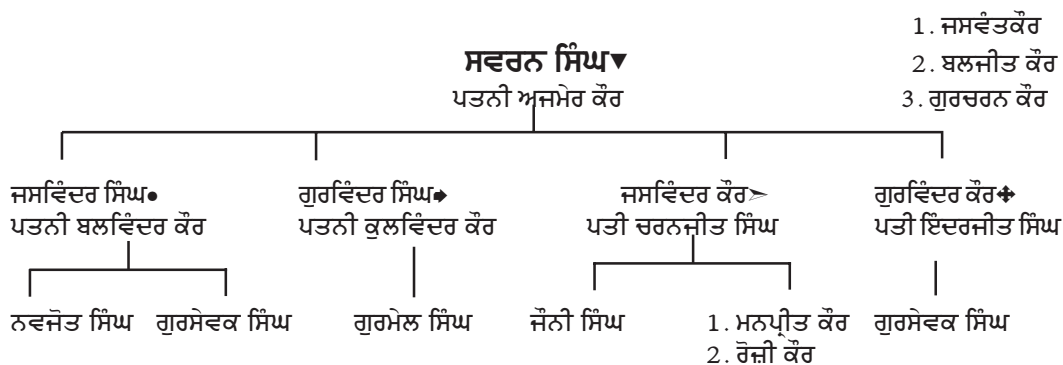 1. ਜਸਵੰਤਕੌਰ
ਸਵਰਨ ਸਿੰਘ▼
2. ਬਲਜੀਤ ਕੌਰ
ਪਤਨੀ ਅਜਮੇਰ ਕੌਰ
3. ਗੁਰਚਰਨ ਕੌਰ
ਜਸਵਿੰਦਰ ਸਿੰਘ● ਗੁਰਵਿੰਦਰ ਸਿੰਘ➧ ਜਸਵਿੰਦਰ ਕੌਰ➣ ਗੁਰਵਿੰਦਰ ਕੌਰ✥
ਪਤਨੀ ਬਲਵਿੰਦਰ ਕੌਰ ਪਤਨੀ ਕੁਲਵਿੰਦਰ ਕੌਰ ਪਤੀ ਚਰਨਜੀਤ ਸਿੰਘ ਪਤੀ ਇੰਦਰਜੀਤ ਸਿੰਘ
ਨਵਜੋਤ ਸਿੰਘ ਗੁਰਸੇਵਕ ਸਿੰਘ ਗੁਰਮੇਲ ਸਿੰਘ ਜੌਨੀ ਸਿੰਘ 1. ਮਨਪ੍ਰੀਤ ਕੌਰ ਗੁਰਸੇਵਕ ਸਿੰਘ
2. ਰੋਜ਼ੀ ਕੌਰ